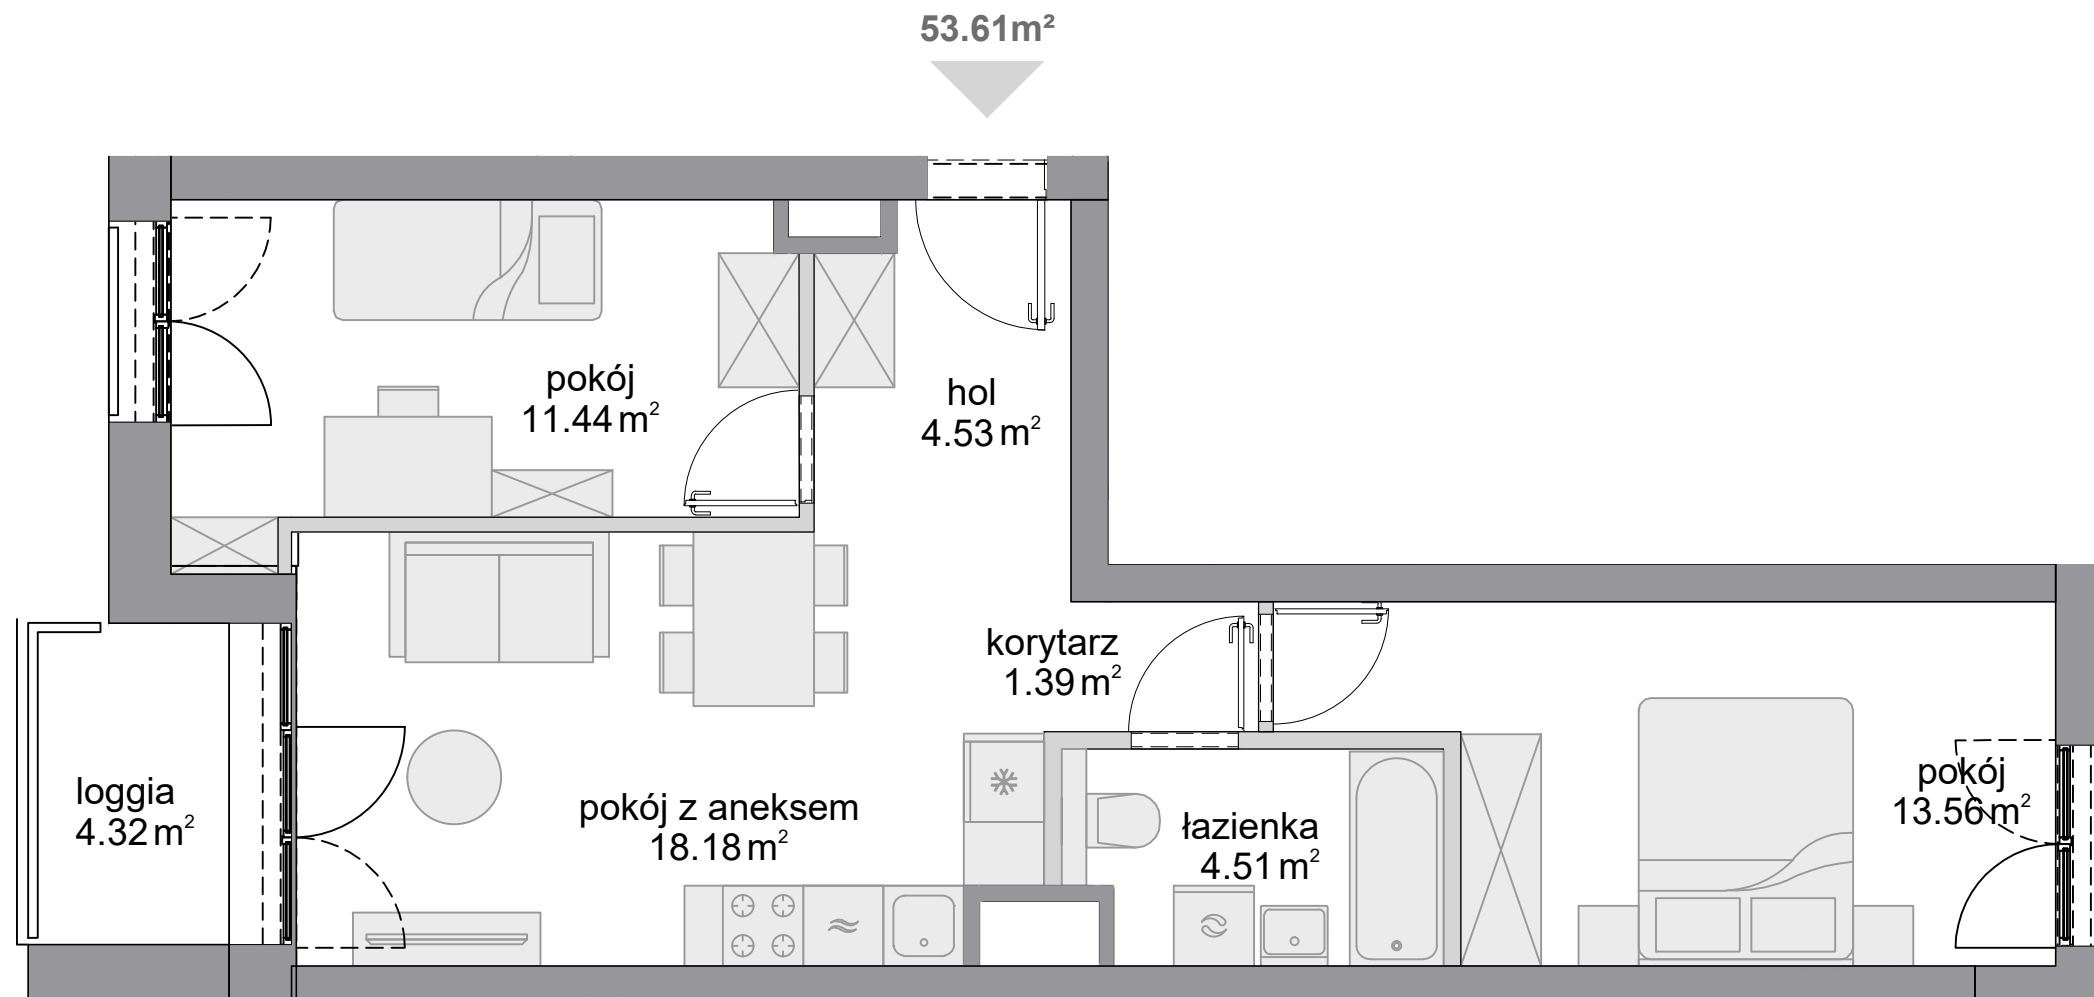 53.61m²
pokój
11.44 m²
hol
4.53 m²
korytarz
1.39 m²
loggia
4.32 m²
pokój z aneksem
18.18 m²
łazienka
4.51 m²
pokój
13.56 m²